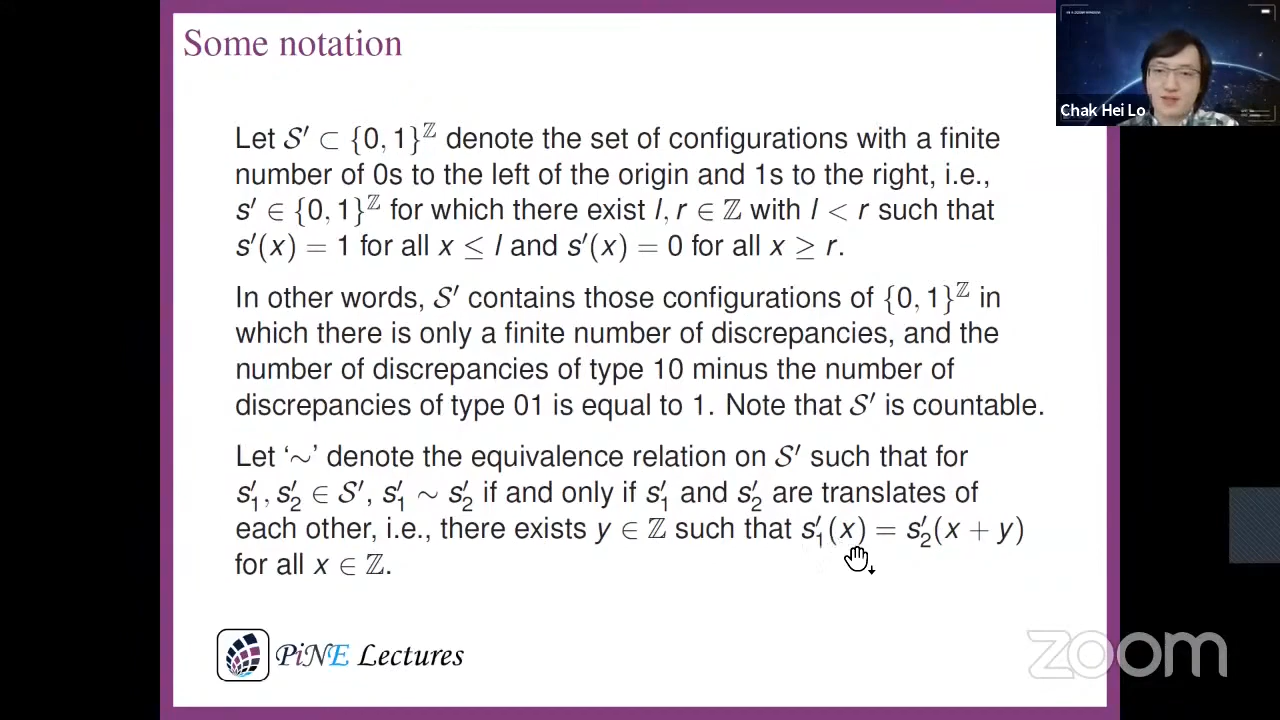 Some notation
Chak Hei Lo
Let 𝒮′ ⊂ {0, 1}^ℤ denote the set of configurations with a finite
number of 0s to the left of the origin and 1s to the right, i.e.,
s′ ∈ {0, 1}^ℤ for which there exist l, r ∈ ℤ with l < r such that
s′(x) = 1 for all x ≤ l and s′(x) = 0 for all x ≥ r.
In other words, 𝒮′ contains those configurations of {0, 1}^ℤ in
which there is only a finite number of discrepancies, and the
number of discrepancies of type 10 minus the number of
discrepancies of type 01 is equal to 1. Note that 𝒮′ is countable.
Let ‘∼’ denote the equivalence relation on 𝒮′ such that for
s′₁, s′₂ ∈ 𝒮′, s′₁ ∼ s′₂ if and only if s′₁ and s′₂ are translates of
each other, i.e., there exists y ∈ ℤ such that s′₁(x) = s′₂(x + y)
for all x ∈ ℤ.
PiNE Lectures
zoom